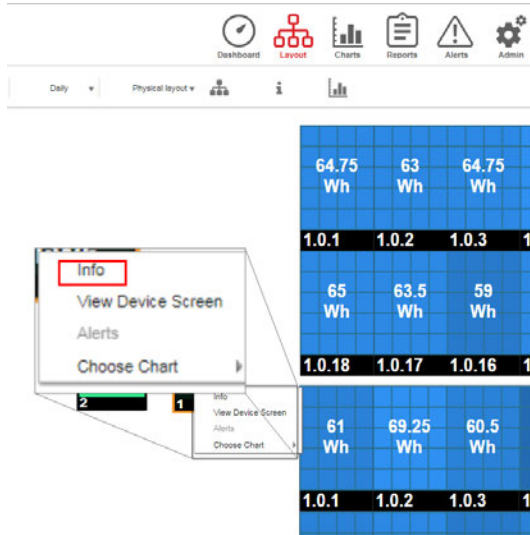 Dashboard Layout Charts Reports Alerts Admin
Daily Physical layout
64.75 Wh
63 Wh
64.75 Wh
1.0.1 1.0.2 1.0.3 1
65 Wh
63.5 Wh
59 Wh
1.0.18 1.0.17 1.0.16 1
Info
View Device Screen
Alerts
Choose Chart
2
1
Info
View Device Screen
Alerts
Choose Chart
61 Wh
69.25 Wh
60.5 Wh
1.0.1 1.0.2 1.0.3 1